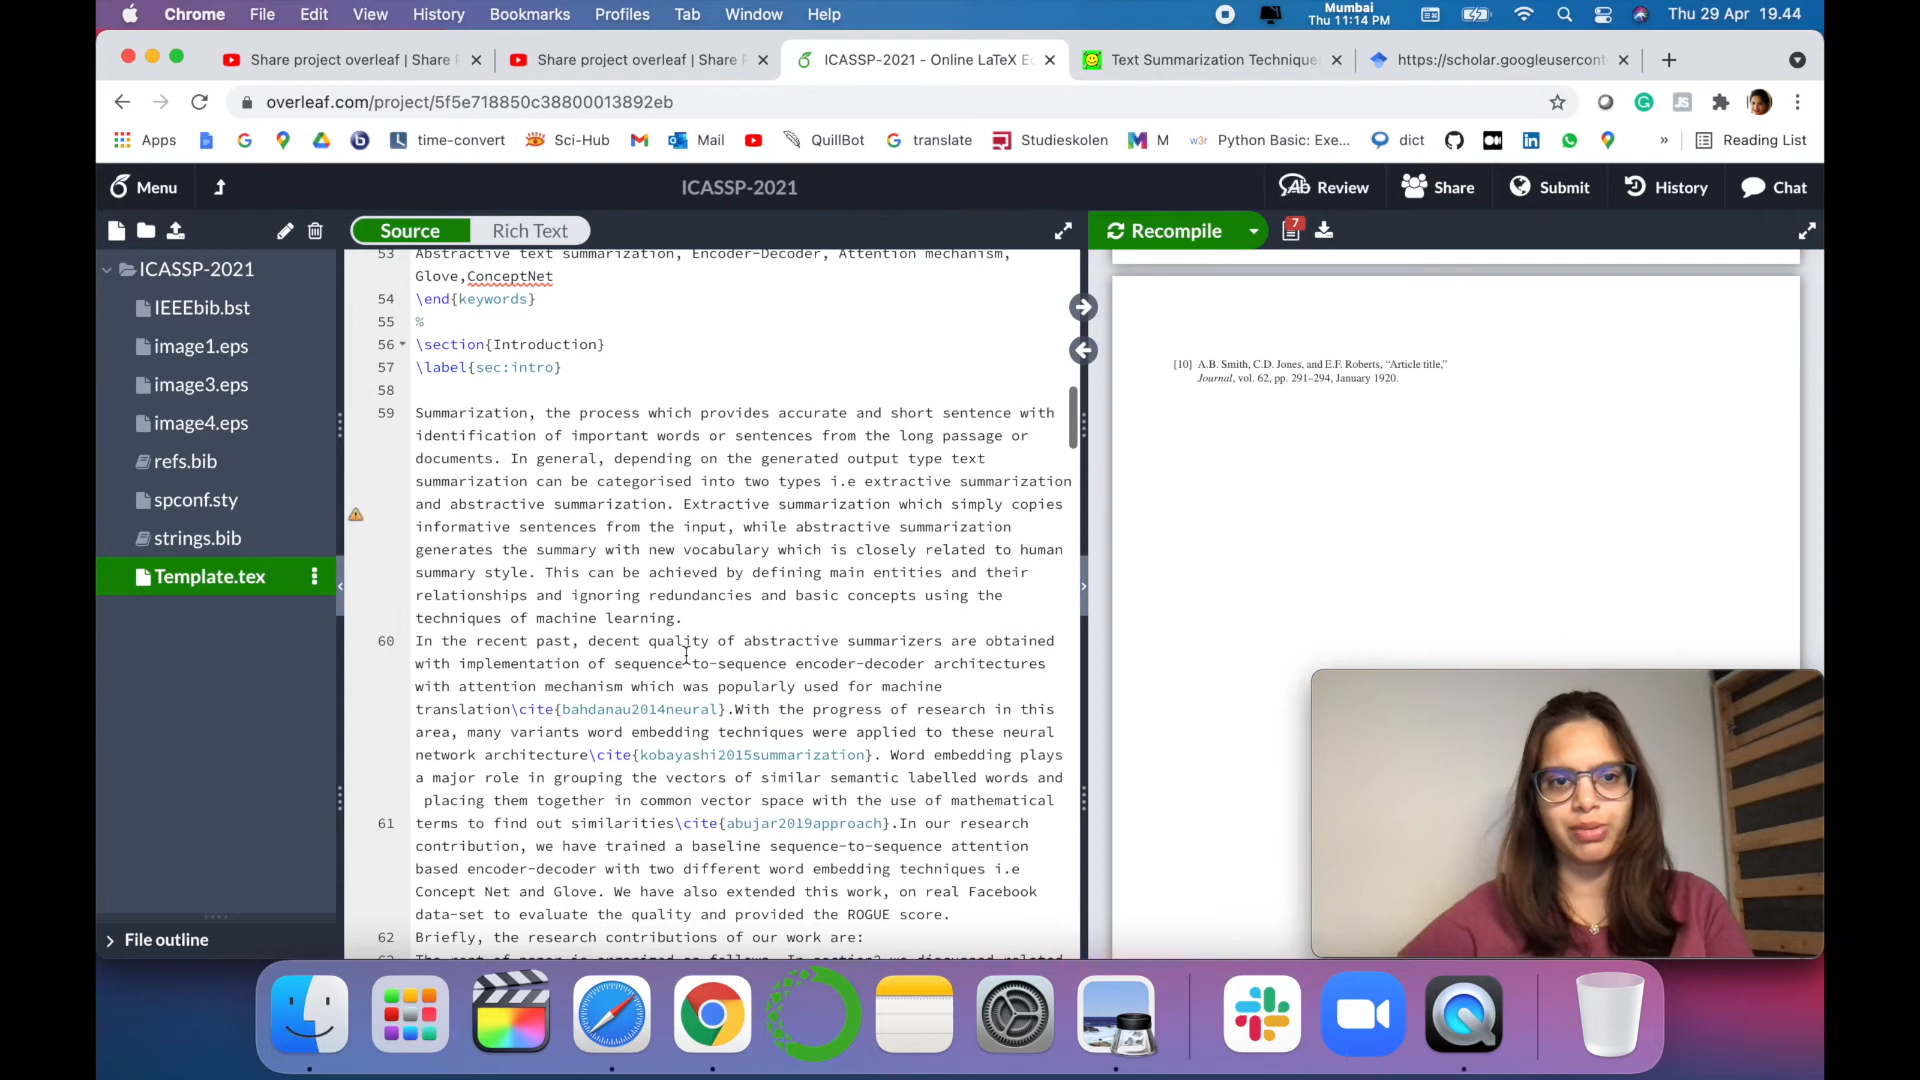 Chrome File Edit View History Bookmarks Profiles Tab Window Help
Mumbai
Thu 11:14 PM
Thu 29 Apr 19.44
Share project overleaf | Share P
Share project overleaf | Share P
ICASSP-2021 - Online LaTeX Ed
Text Summarization Technique
https://scholar.googleusercont
overleaf.com/project/5f5e718850c38800013892eb
Apps time-convert Sci-Hub Mail QuillBot translate Studieskolen M w3r Python Basic: Exe... dict » Reading List
Menu ICASSP-2021 Review Share Submit History Chat
Source Rich Text Recompile 7
ICASSP-2021
IEEEbib.bst
image1.eps
image3.eps
image4.eps
refs.bib
spconf.sty
strings.bib
Template.tex
File outline
53 Abstractive text summarization, Encoder-Decoder, Attention mechanism,
Glove,ConceptNet
54 \end{keywords}
55 %
56 \section{Introduction}
57 \label{sec:intro}
58
59 Summarization, the process which provides accurate and short sentence with
identification of important words or sentences from the long passage or
documents. In general, depending on the generated output type text
summarization can be categorised into two types i.e extractive summarization
and abstractive summarization. Extractive summarization which simply copies
informative sentences from the input, while abstractive summarization
generates the summary with new vocabulary which is closely related to human
summary style. This can be achieved by defining main entities and their
relationships and ignoring redundancies and basic concepts using the
techniques of machine learning.
60 In the recent past, decent quality of abstractive summarizers are obtained
with implementation of sequence-to-sequence encoder-decoder architectures
with attention mechanism which was popularly used for machine
translation\cite{bahdanau2014neural}.With the progress of research in this
area, many variants word embedding techniques were applied to these neural
network architecture\cite{kobayashi2015summarization}. Word embedding plays
a major role in grouping the vectors of similar semantic labelled words and
placing them together in common vector space with the use of mathematical
61 terms to find out similarities\cite{abujar2019approach}.In our research
contribution, we have trained a baseline sequence-to-sequence attention
based encoder-decoder with two different word embedding techniques i.e
Concept Net and Glove. We have also extended this work, on real Facebook
data-set to evaluate the quality and provided the ROGUE score.
62 Briefly, the research contributions of our work are:
[10] A.B. Smith, C.D. Jones, and E.F. Roberts, “Article title,”
Journal, vol. 62, pp. 291–294, January 1920.